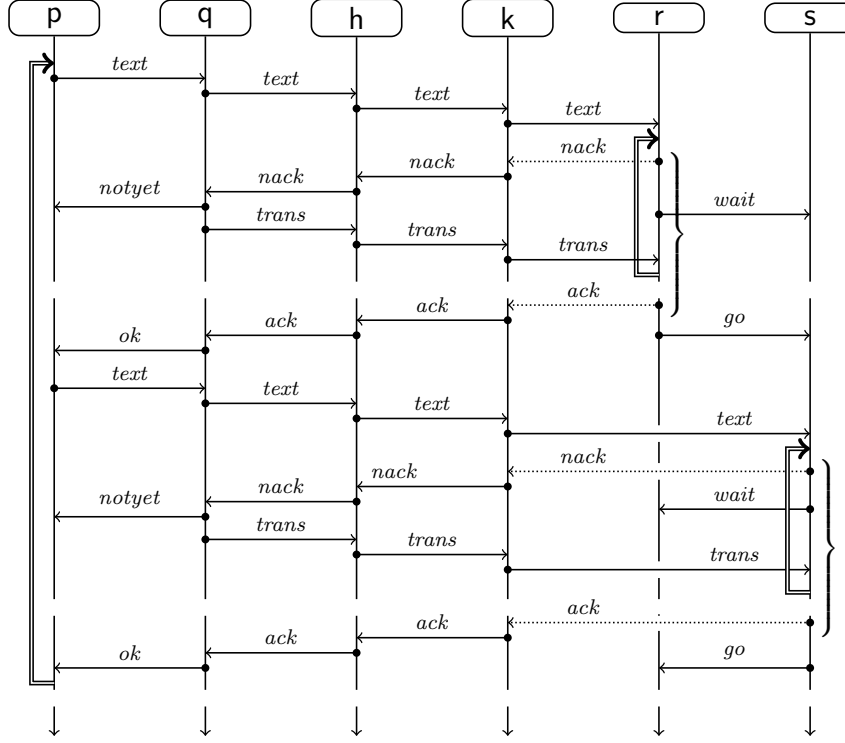 p q h k r s
text
text
text
text
nack
nack
nack
notyet
wait
trans
trans
trans
ack
ack
ack
go
ok
text
text
text
text
nack
nack
nack
notyet
wait
trans
trans
trans
ack
ack
ack
ok
go